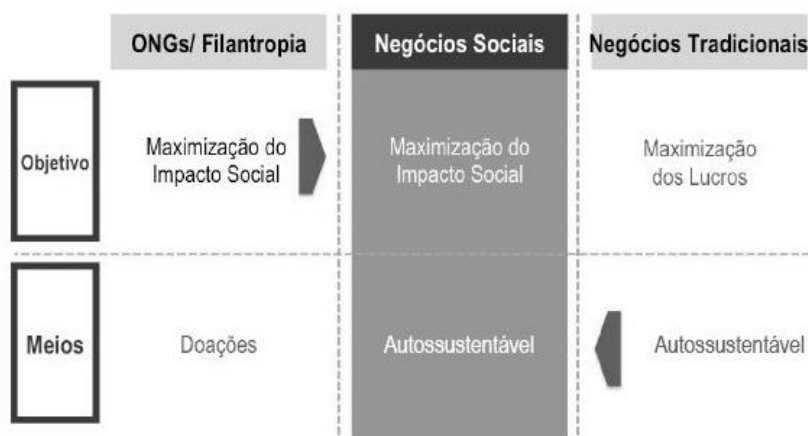 ONGs/ Filantropia
Negócios Sociais
Negócios Tradicionais
Objetivo
Maximização do
Impacto Social
Maximização do
Impacto Social
Maximização
dos Lucros
Meios
Doações
Autossustentável
Autossustentável